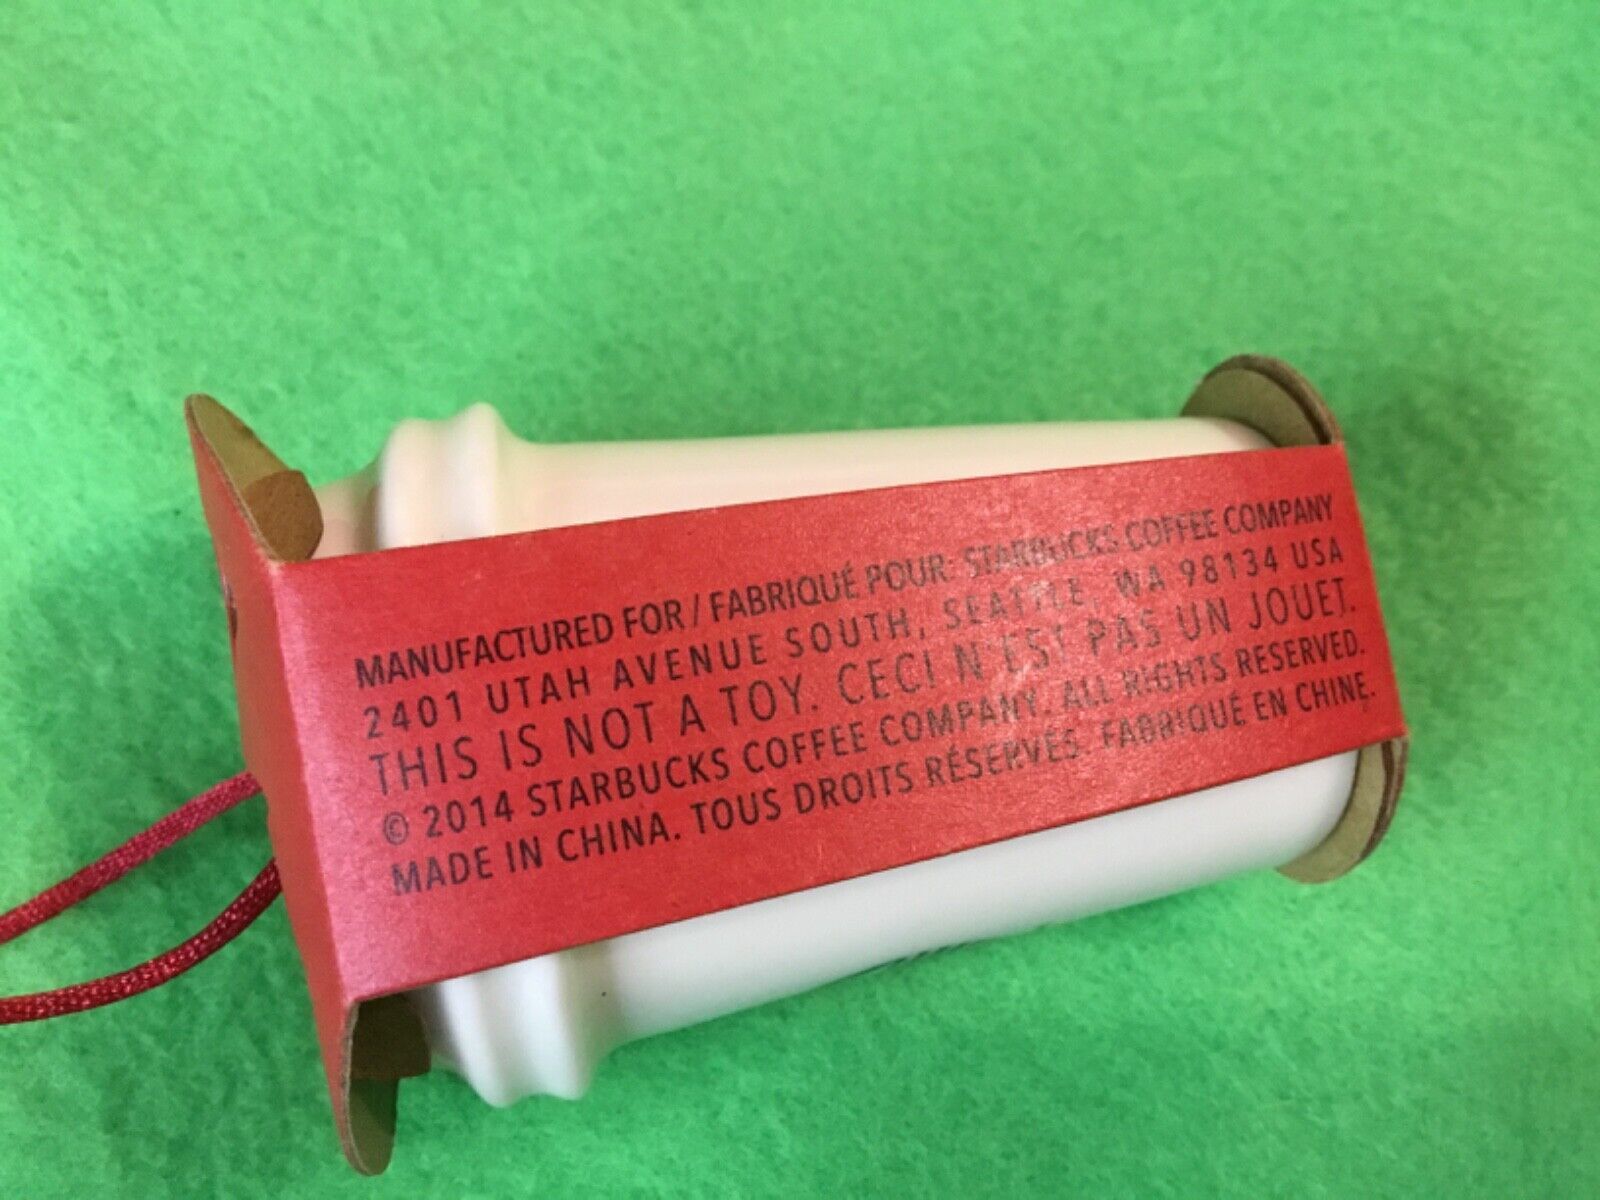 MANUFACTURED FOR / FABRIQUÉ POUR: STARBUCKS COFFEE COMPANY
2401 UTAH AVENUE SOUTH, SEATTLE, WA 98134 USA
THIS IS NOT A TOY. CECI N'EST PAS UN JOUET.
© 2014 STARBUCKS COFFEE COMPANY. ALL RIGHTS RESERVED.
MADE IN CHINA. TOUS DROITS RÉSERVÉS. FABRIQUÉ EN CHINE.